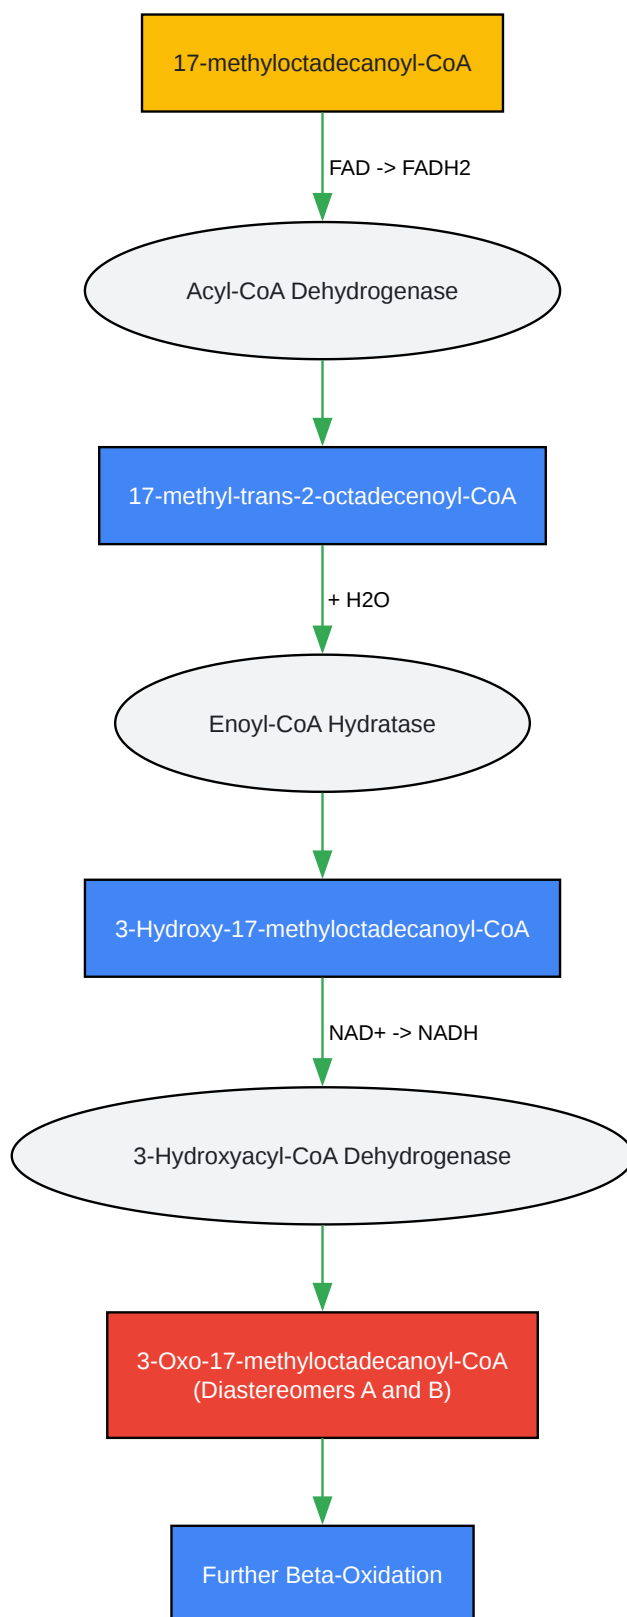 17-methyloctadecanoyl-CoA
FAD -> FADH2
Acyl-CoA Dehydrogenase
17-methyl-trans-2-octadecenoyl-CoA
+ H2O
Enoyl-CoA Hydratase
3-Hydroxy-17-methyloctadecanoyl-CoA
NAD+ -> NADH
3-Hydroxyacyl-CoA Dehydrogenase
3-Oxo-17-methyloctadecanoyl-CoA
(Diastereomers A and B)
Further Beta-Oxidation